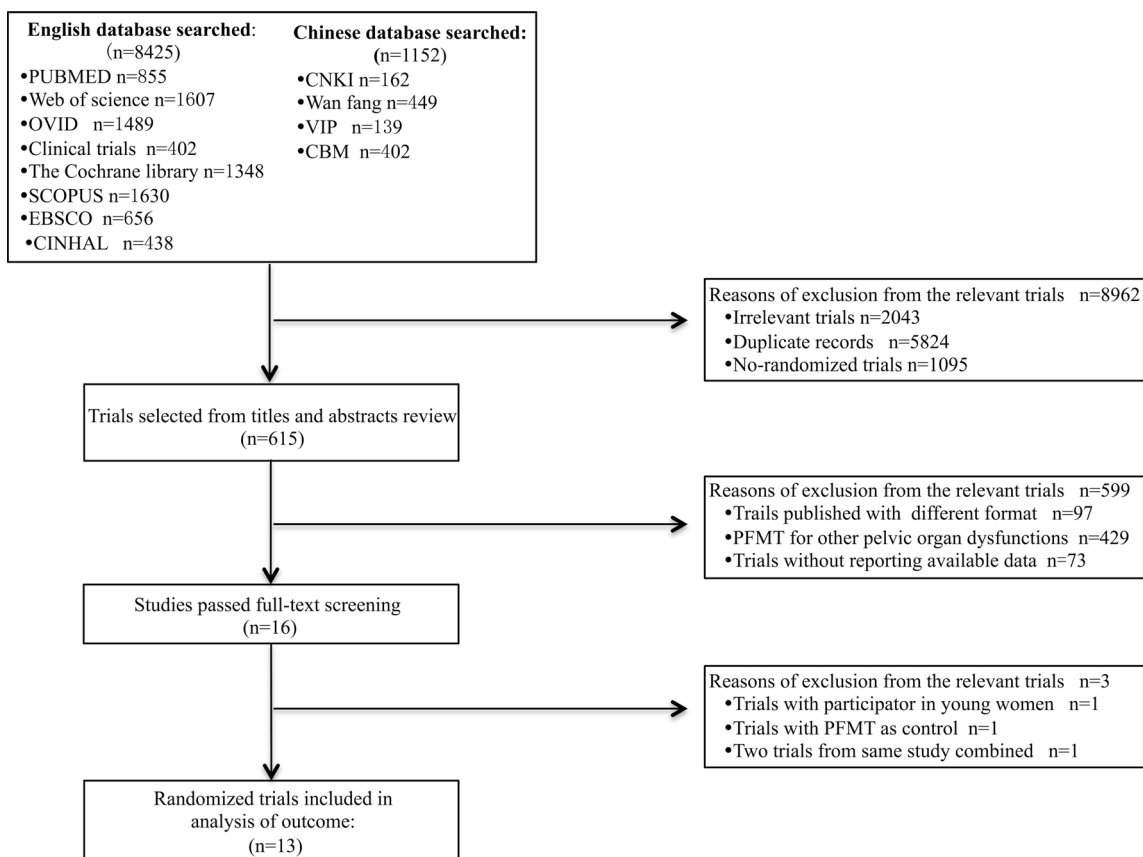 English database searched:
(n=8425)
•PUBMED n=855
•Web of science n=1607
•OVID n=1489
•Clinical trials n=402
•The Cochrane library n=1348
•SCOPUS n=1630
•EBSCO n=656
•CINHAL n=438
Chinese database searched:
(n=1152)
•CNKI n=162
•Wan fang n=449
•VIP n=139
•CBM n=402
Reasons of exclusion from the relevant trials n=8962
•Irrelevant trials n=2043
•Duplicate records n=5824
•No-randomized trials n=1095
Trials selected from titles and abstracts review
(n=615)
Reasons of exclusion from the relevant trials n=599
•Trails published with different format n=97
•PFMT for other pelvic organ dysfunctions n=429
•Trials without reporting available data n=73
Studies passed full-text screening
(n=16)
Reasons of exclusion from the relevant trials n=3
•Trials with participator in young women n=1
•Trials with PFMT as control n=1
•Two trials from same study combined n=1
Randomized trials included in
analysis of outcome:
(n=13)